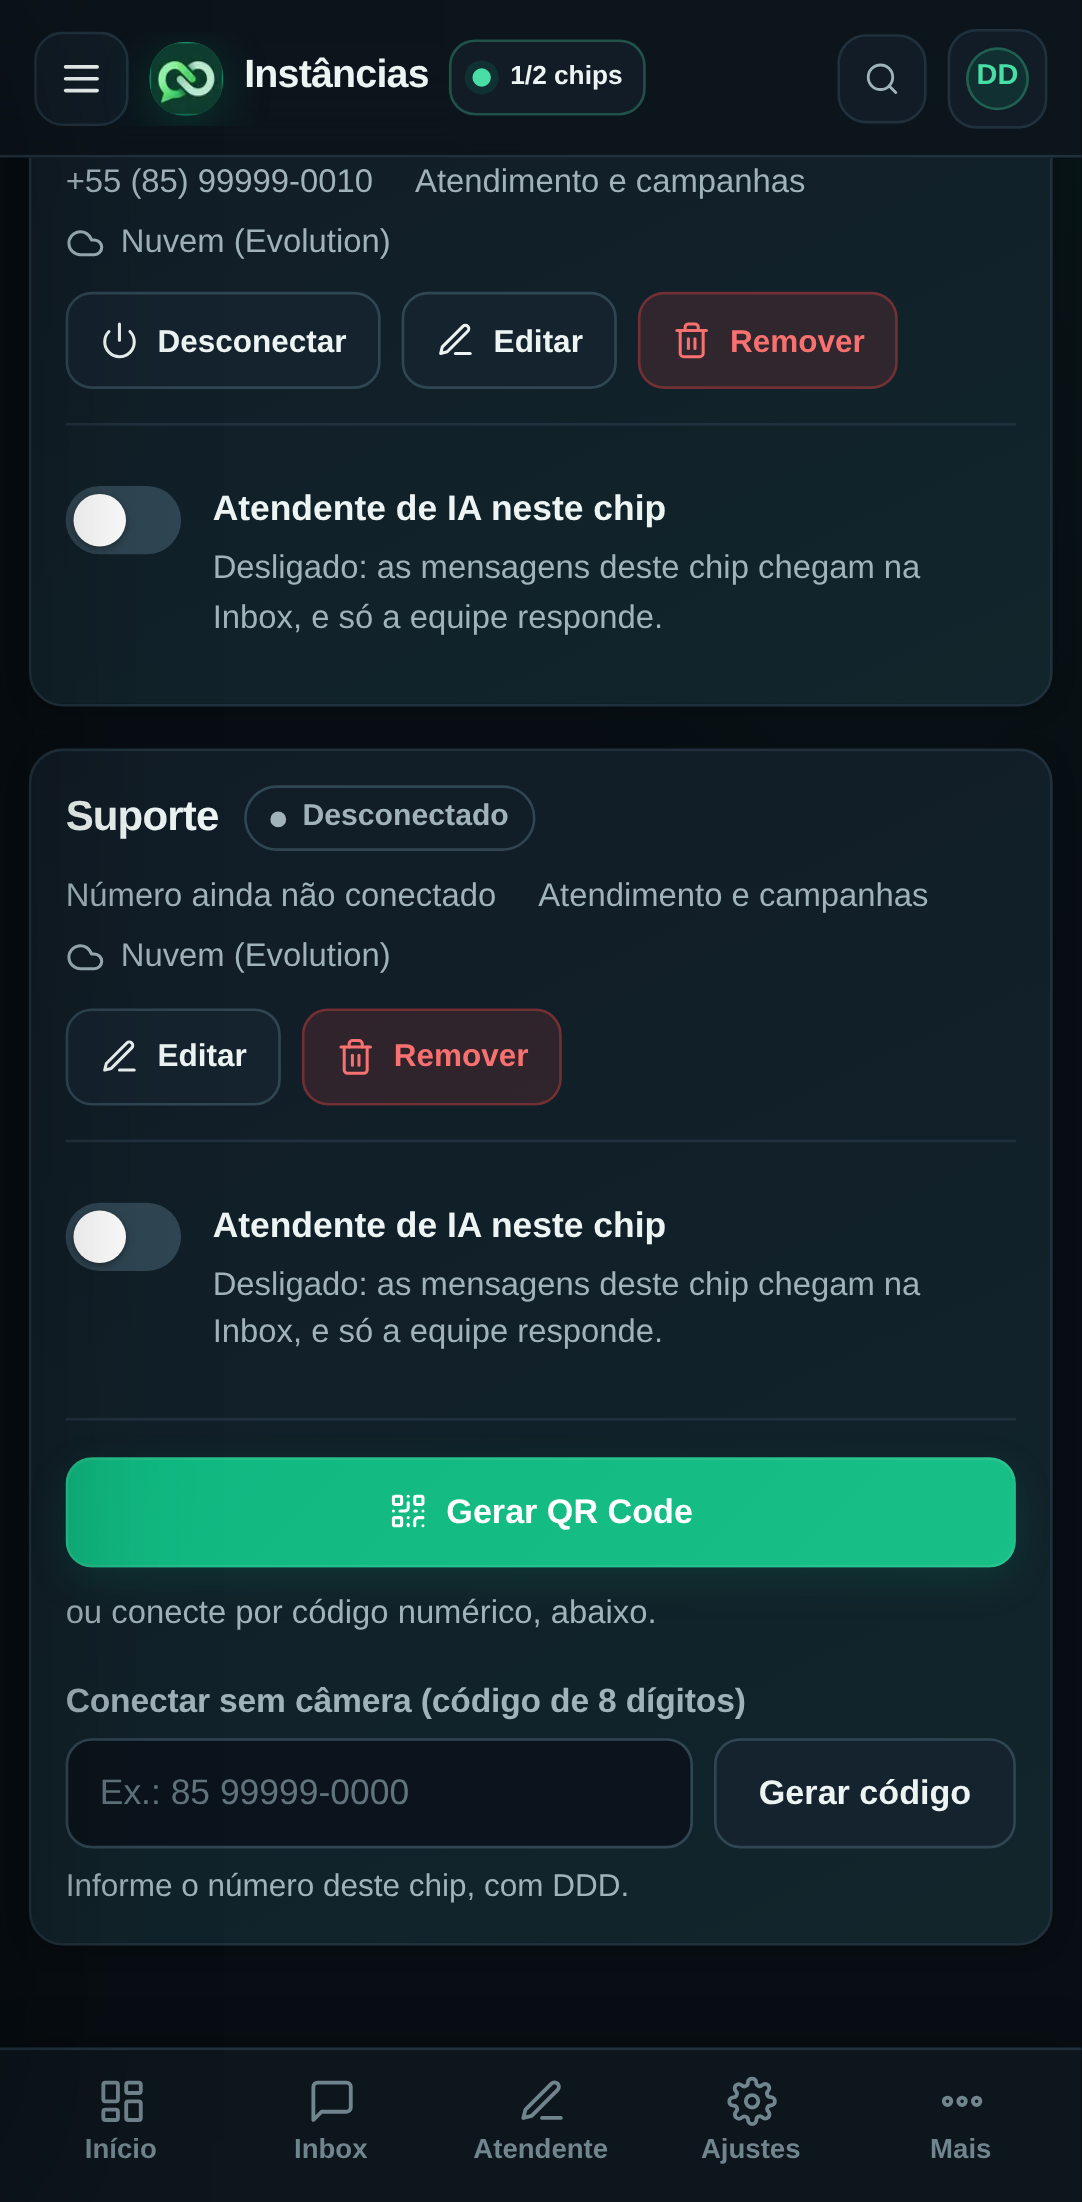 Instâncias
1/2 chips
DD
+55 (85) 99999-0010 Atendimento e campanhas
Nuvem (Evolution)
Desconectar Editar Remover
Atendente de IA neste chip
Desligado: as mensagens deste chip chegam na
Inbox, e só a equipe responde.
Suporte Desconectado
Número ainda não conectado Atendimento e campanhas
Nuvem (Evolution)
Editar Remover
Atendente de IA neste chip
Desligado: as mensagens deste chip chegam na
Inbox, e só a equipe responde.
Gerar QR Code
ou conecte por código numérico, abaixo.
Conectar sem câmera (código de 8 dígitos)
Ex.: 85 99999-0000 Gerar código
Informe o número deste chip, com DDD.
Início Inbox Atendente Ajustes Mais